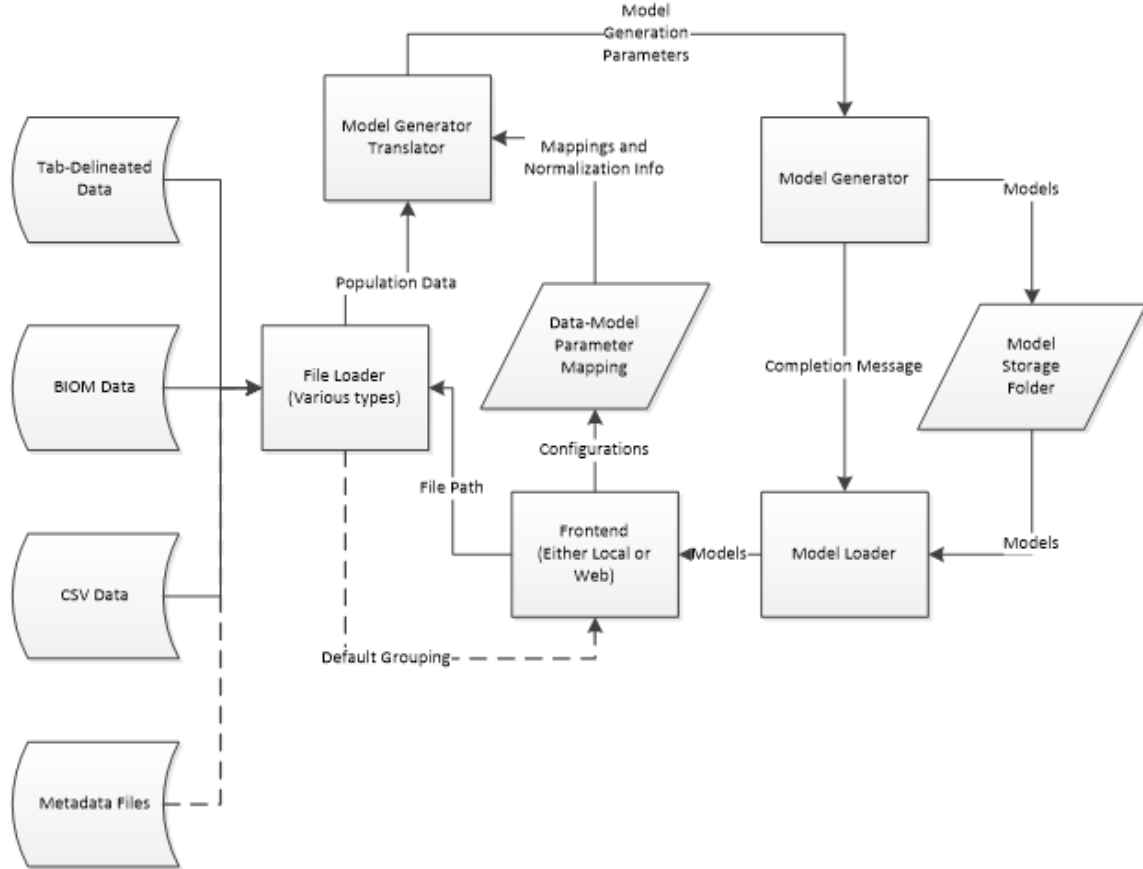 Model
Generation
Parameters
Model Generator
Translator
Mappings and
Normalization Info
Tab-Delineated
Data
Model Generator
Models
Population Data
Data-Model
Parameter
Mapping
Model
Storage
Folder
BIOM Data
File Loader
(Various types)
Completion Message
Configurations
File Path
Frontend
(Either Local or
Web)
Models
Model Loader
Models
CSV Data
Default Grouping
Metadata Files